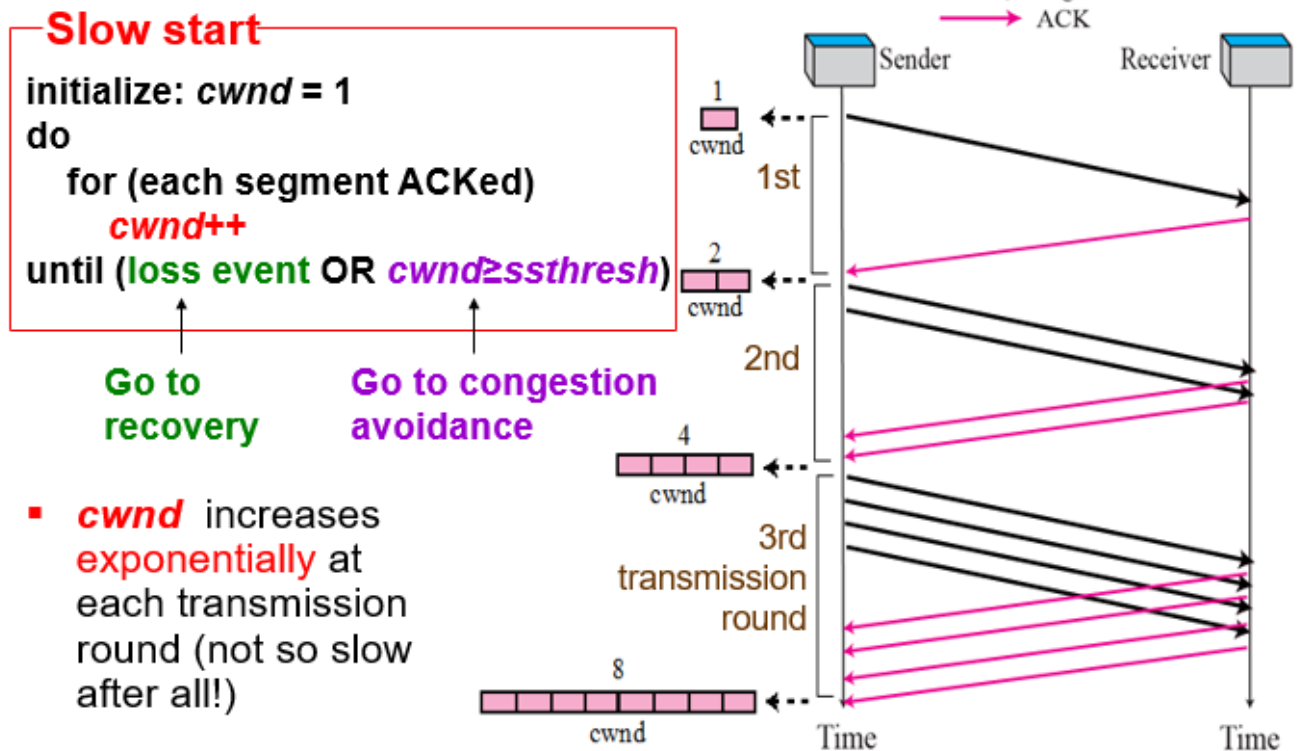 Slow start
initialize: cwnd = 1
do
for (each segment ACKed)
cwnd++
until (loss event OR cwnd≥ssthresh)
Go to
recovery
Go to congestion
avoidance
▪ cwnd increases
exponentially at
each transmission
round (not so slow
after all!)
ACK
Sender
Receiver
1
cwnd
1st
2
cwnd
2nd
4
cwnd
3rd
transmission
round
8
cwnd
Time
Time